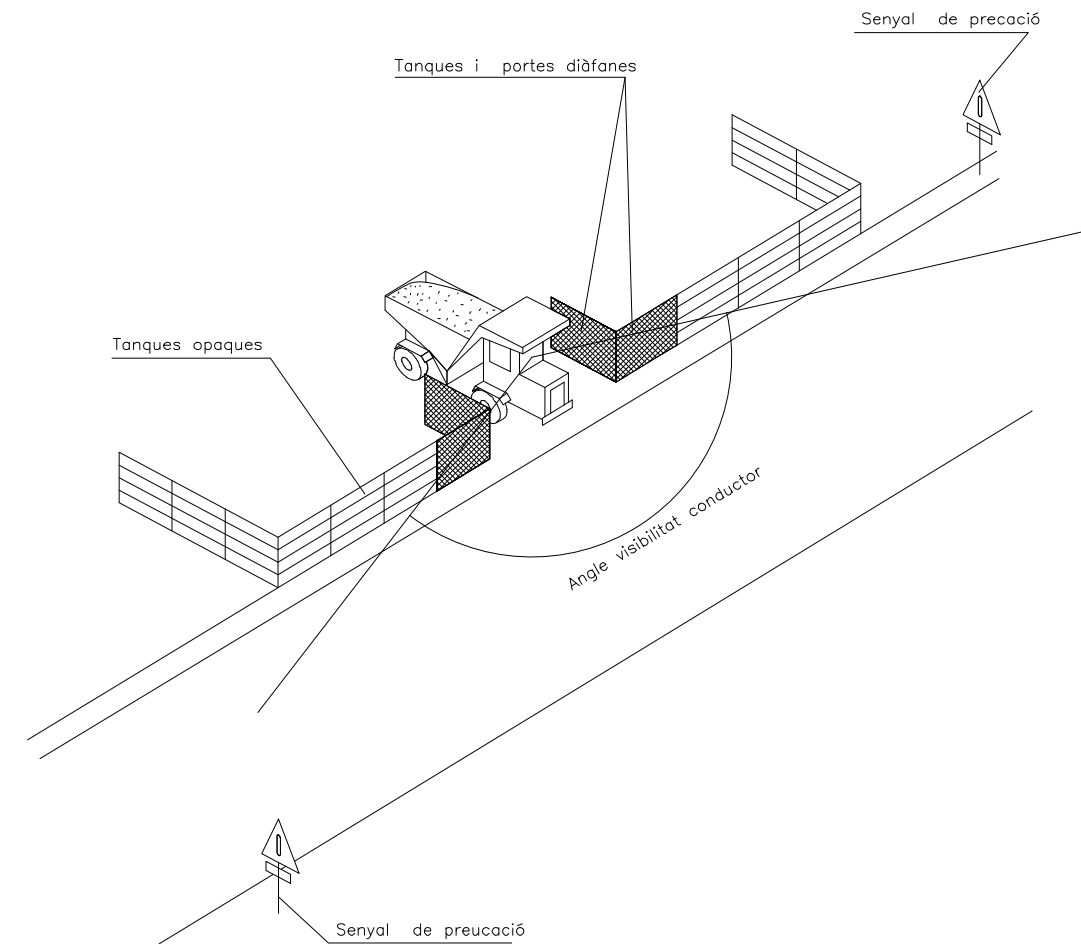 Senyal de precació
Tanques i portes diàfanes
Tanques opaques
Angle visibilitat conductor
Senyal de preucació